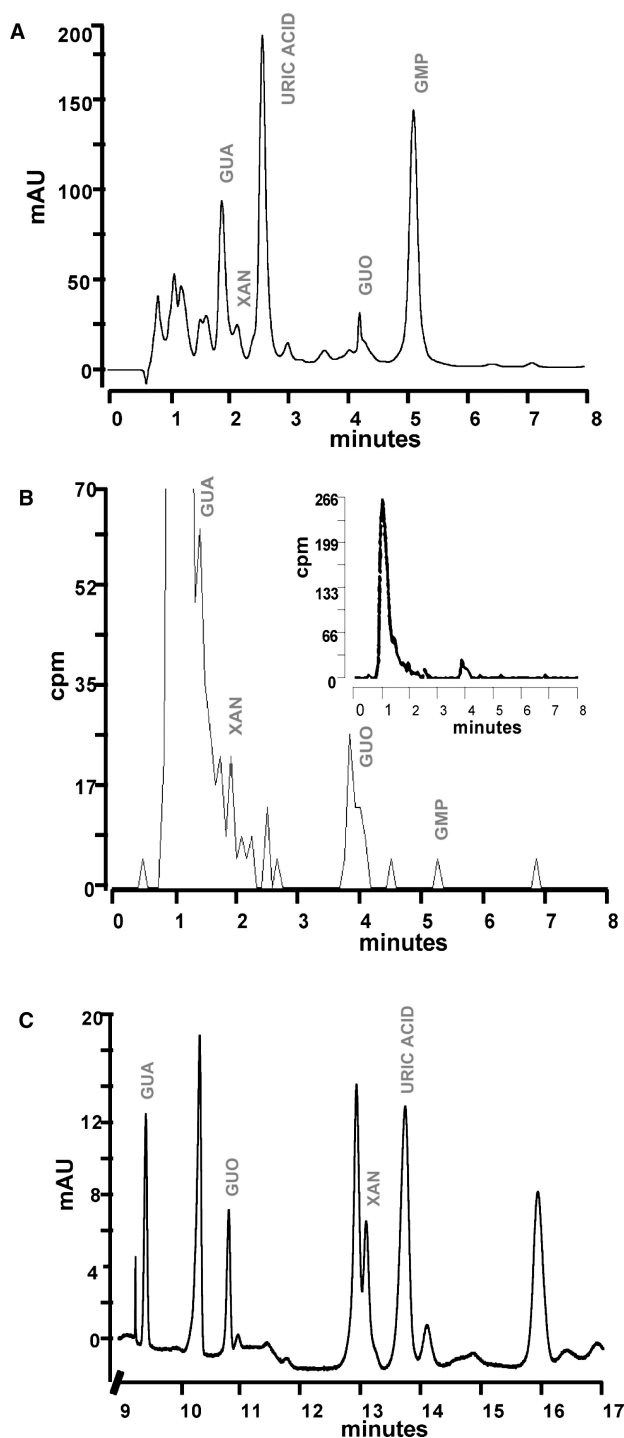 A
200
150
100
50
0
mAU
GUA
XAN
URIC ACID
GUO
GMP
0 1 2 3 4 5 6 7 8
minutes
B
70
52
35
17
0
cpm
GUA
XAN
GUO
GMP
0 1 2 3 4 5 6 7 8
minutes
266
199
133
66
0
cpm
0 1 2 3 4 5 6 7 8
minutes
C
20
12
8
4
0
mAU
GUA
GUO
XAN
URIC ACID
9 10 11 12 13 14 15 16 17
minutes